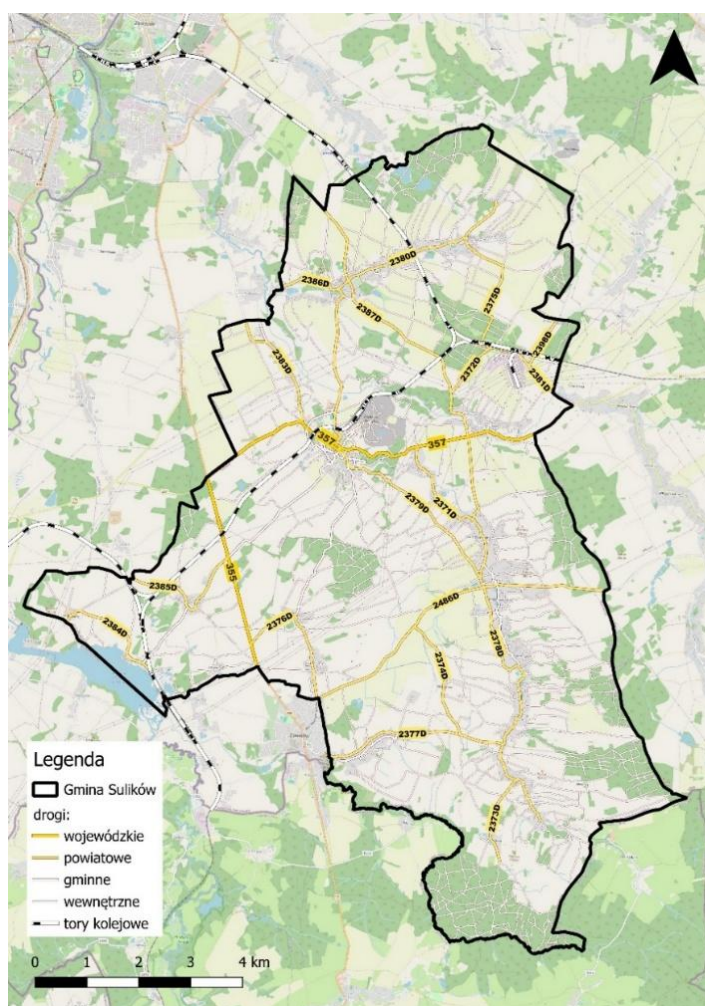 2380D
2386D
2387D
2375D
2383D
2398D
2372D
2381D
357
357
2379D
2371D
355
2385D
2486D
2384D
2376D
2378D
2374D
2377D
2373D
Legenda
Gmina Sulików
drogi:
wojewódzkie
powiatowe
gminne
wewnętrzne
tory kolejowe
0 1 2 3 4 km